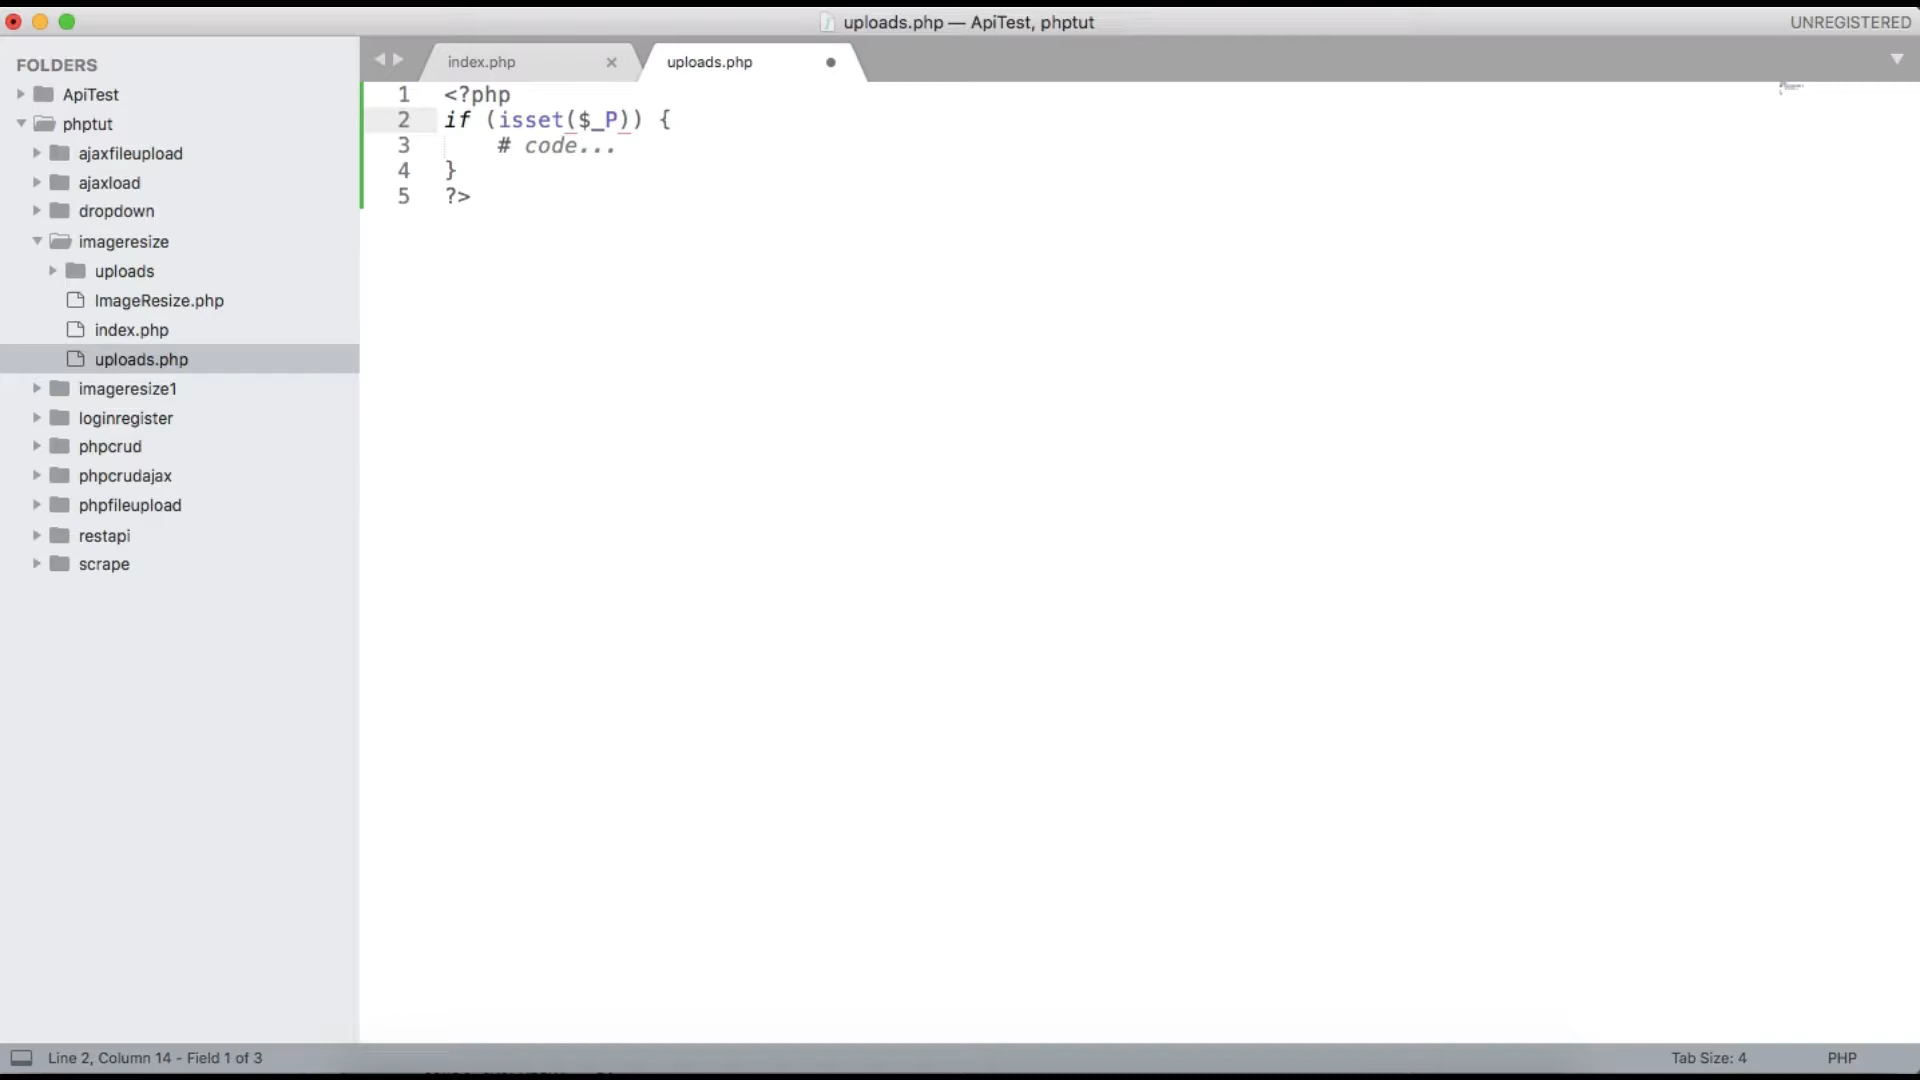 uploads.php — ApiTest, phptut
UNREGISTERED
FOLDERS
ApiTest
phptut
ajaxfileupload
ajaxload
dropdown
imageresize
uploads
ImageResize.php
index.php
uploads.php
imageresize1
loginregister
phpcrud
phpcrudajax
phpfileupload
restapi
scrape
index.php
uploads.php
1 <?php
2 if (isset($_P)) {
3 # code...
4 }
5 ?>
Line 2, Column 14 - Field 1 of 3
Tab Size: 4
PHP